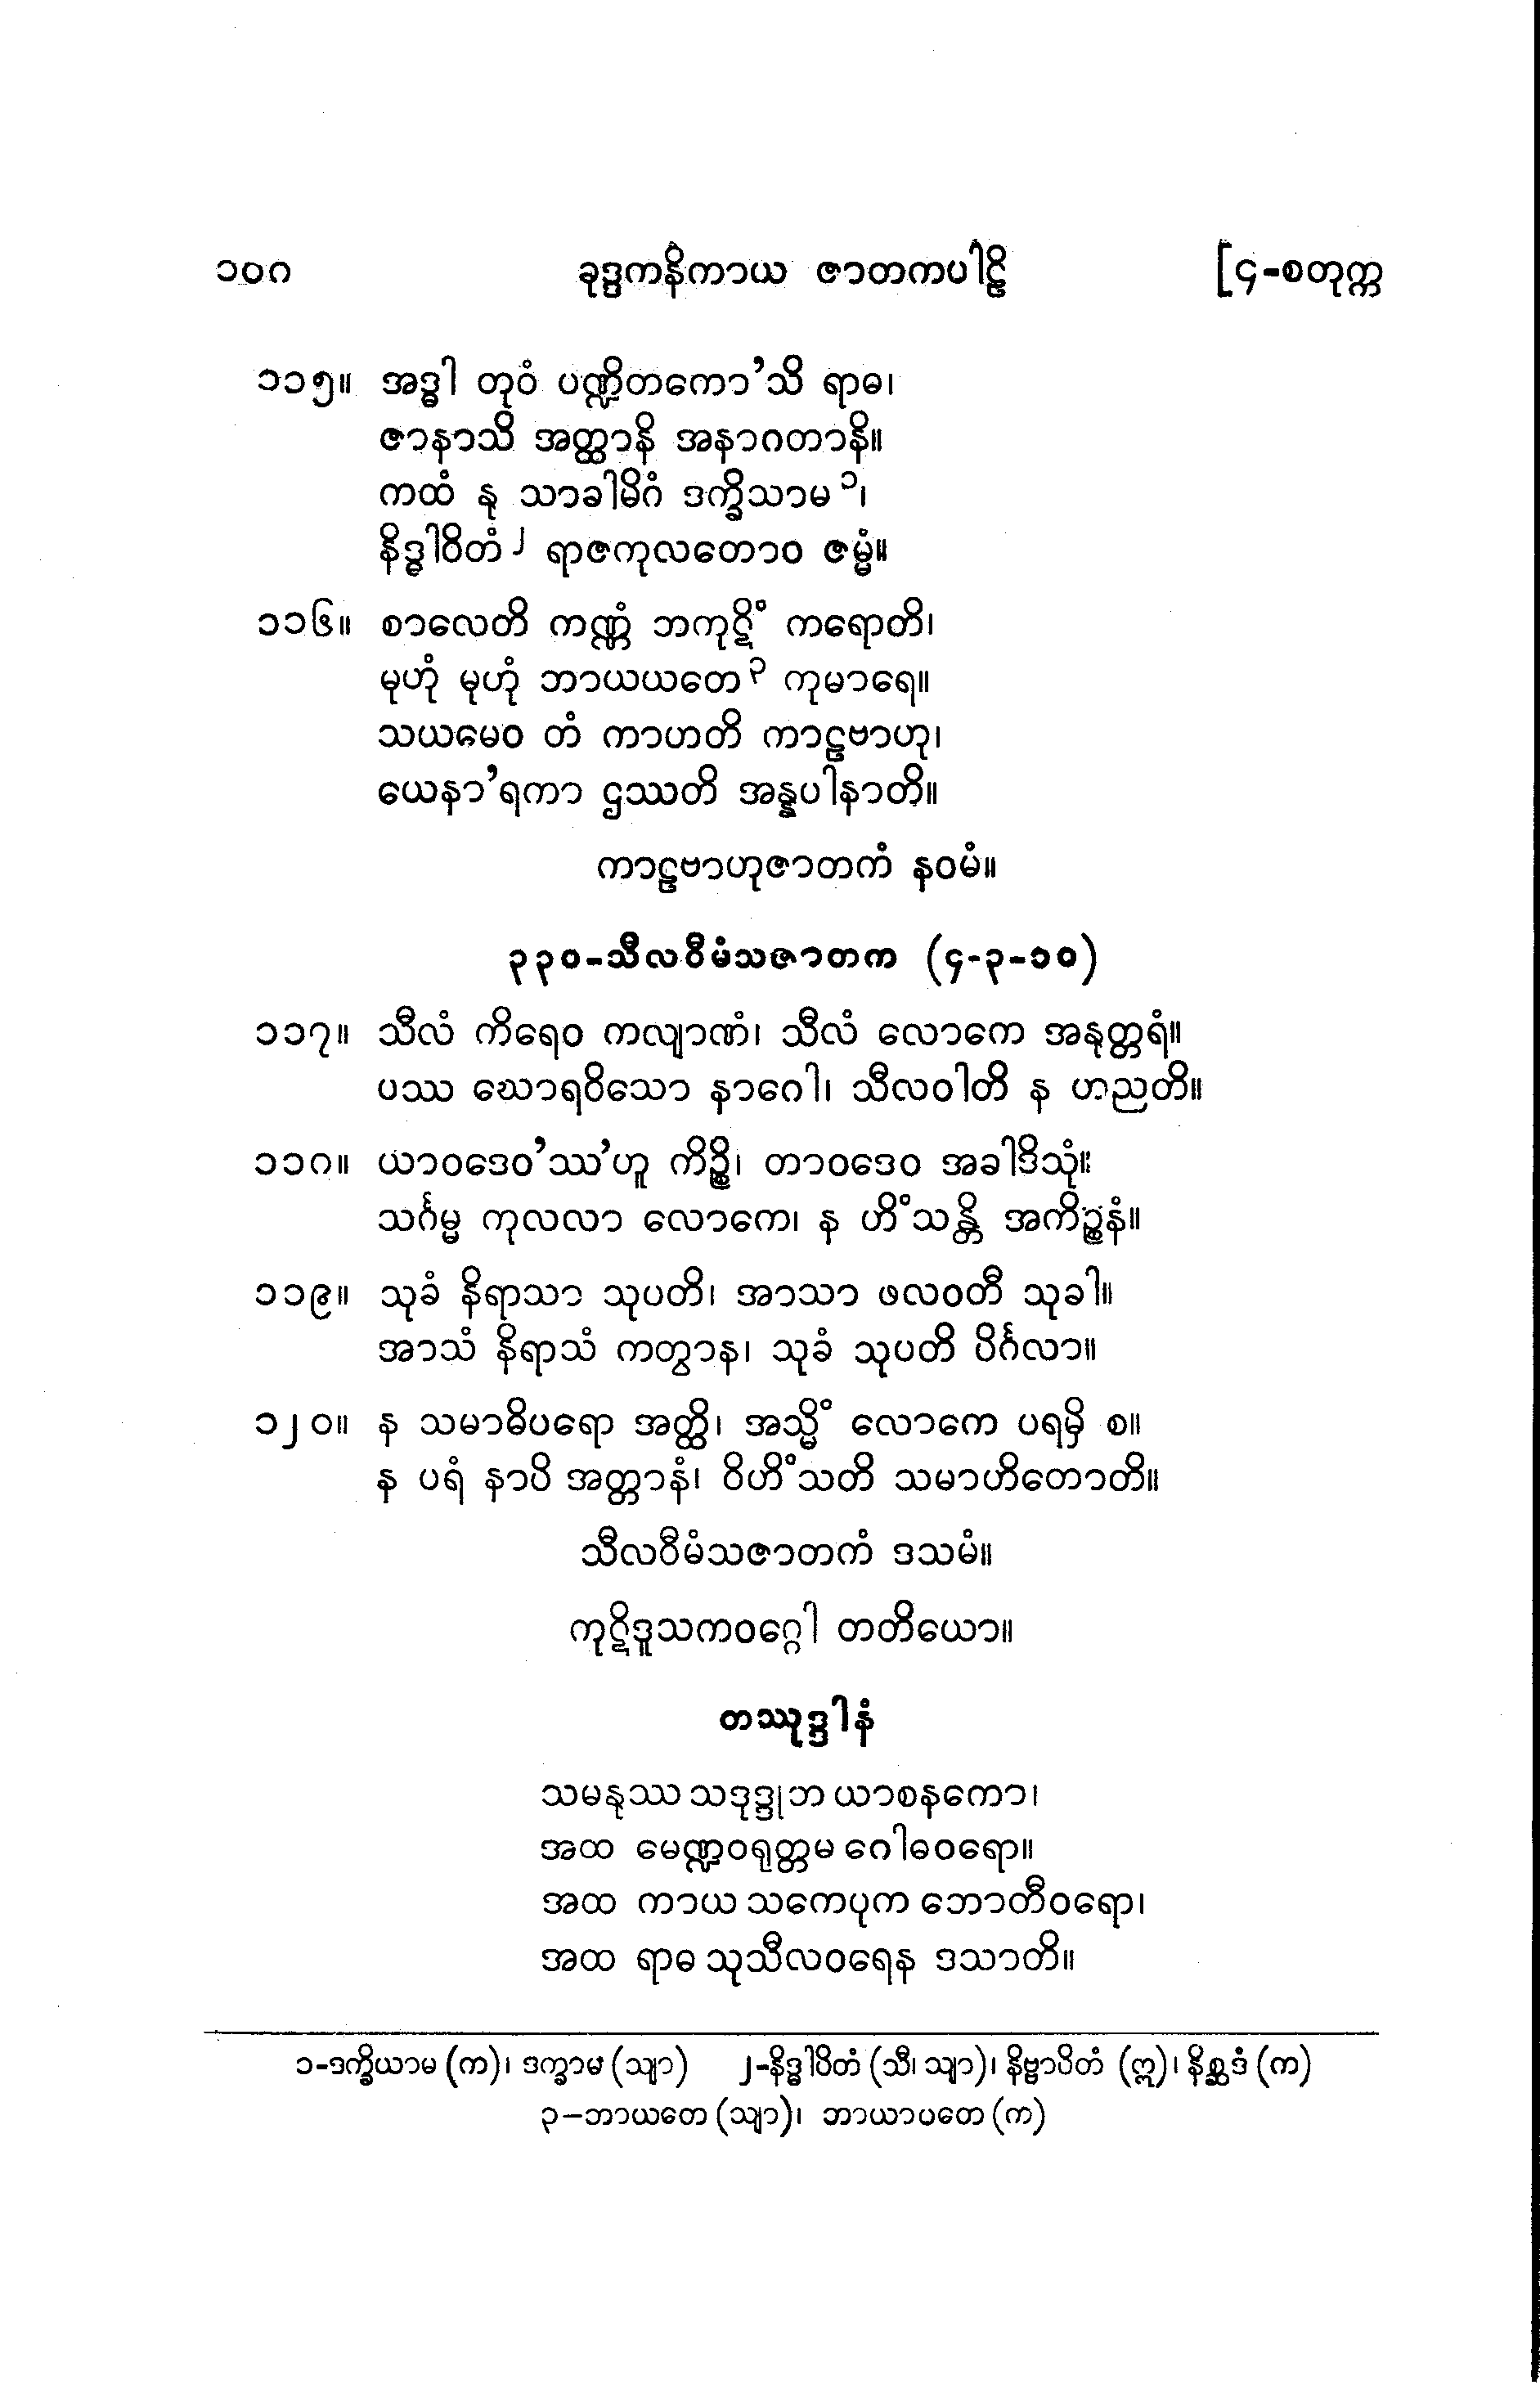 ၁၀ဂ ခုဒ္ဒကနိကာယ ဇာတကပါဠိ [၄-စတုက္က
၁၁၅။ အဒ္ဓါ တုဝံ ပဏ္ဍိတကော’သိ ရာဓ၊
ဇာနာသိ အတ္ထာနိ အနာဂတာနိ။
ကထံ နု သာခါမိဂံ ဒက္ခိသာမ ၁၊
နိဒ္ဓါဝိတံ ၂ ရာဇကုလတောဝ ဇမ္မံ။
၁၁၆။ စာလေတိ ကဏ္ဏံ ဘကုဋိံ ကရောတိ၊
မုဟုံ မုဟုံ ဘာယယတေ ၃ ကုမာရေ။
သယမေဝ တံ ကာဟတိ ကာဠဗာဟု၊
ယေနာ’ရကာ ဌဿတိ အန္နပါနာတိ။
ကာဠဗာဟုဇာတကံ နဝမံ။
၃၃၀-သီလဝီမံသဇာတက (၄-၃-၁၀)
၁၁၇။ သီလံ ကိရေဝ ကလျာဏံ၊ သီလံ လောကေ အနုတ္တရံ။
ပဿ ဃောရဝိသော နာဂေါ၊ သီလဝါတိ န ဟညတိ။
၁၁ဂ။ ယာဝဒေဝ’ဿ’ဟူ ကိဉ္စိ၊ တာဝဒေဝ အခါဒိသုံ။
သင်္ဂမ္မ ကုလလာ လောကေ၊ န ဟိံသန္တိ အကိဉ္စနံ။
၁၁၉။ သုခံ နိရာသာ သုပတိ၊ အာသာ ဖလဝတီ သုခါ။
အာသံ နိရာသံ ကတွာန၊ သုခံ သုပတိ ပိင်္ဂလာ။
၁၂၀။ န သမာဓိပရော အတ္ထိ၊ အသ္မိံ လောကေ ပရမှိ စ။
န ပရံ နာပိ အတ္တာနံ၊ ဝိဟိံသတိ သမာဟိတောတိ။
သီလဝီမံသဇာတကံ ဒသမံ။
ကုဋိဒူသကဝဂ္ဂေါ တတိယော။
တဿုဒ္ဒါနံ
သမနုဿ သဒုဒ္ဒုဘ ယာစနကော၊
အထ မေဏ္ဍဝရုတ္တမ ဂေါဓဝရော။
အထ ကာယ သကေပုက ဘောတီဝရော၊
အထ ရာဓ သုသီလဝရေန ဒသာတိ။
၁-ဒက္ခိယာမ (က)၊ ဒက္ခာမ (သျာ) ၂-နိဒ္ဓါပိတံ (သီ၊ သျာ)၊ နိဗ္ဗာပိတံ (ဣ)၊ နိစ္ဆဒံ (က)
၃–ဘာယတေ (သျာ)၊ ဘာယာပတေ (က)